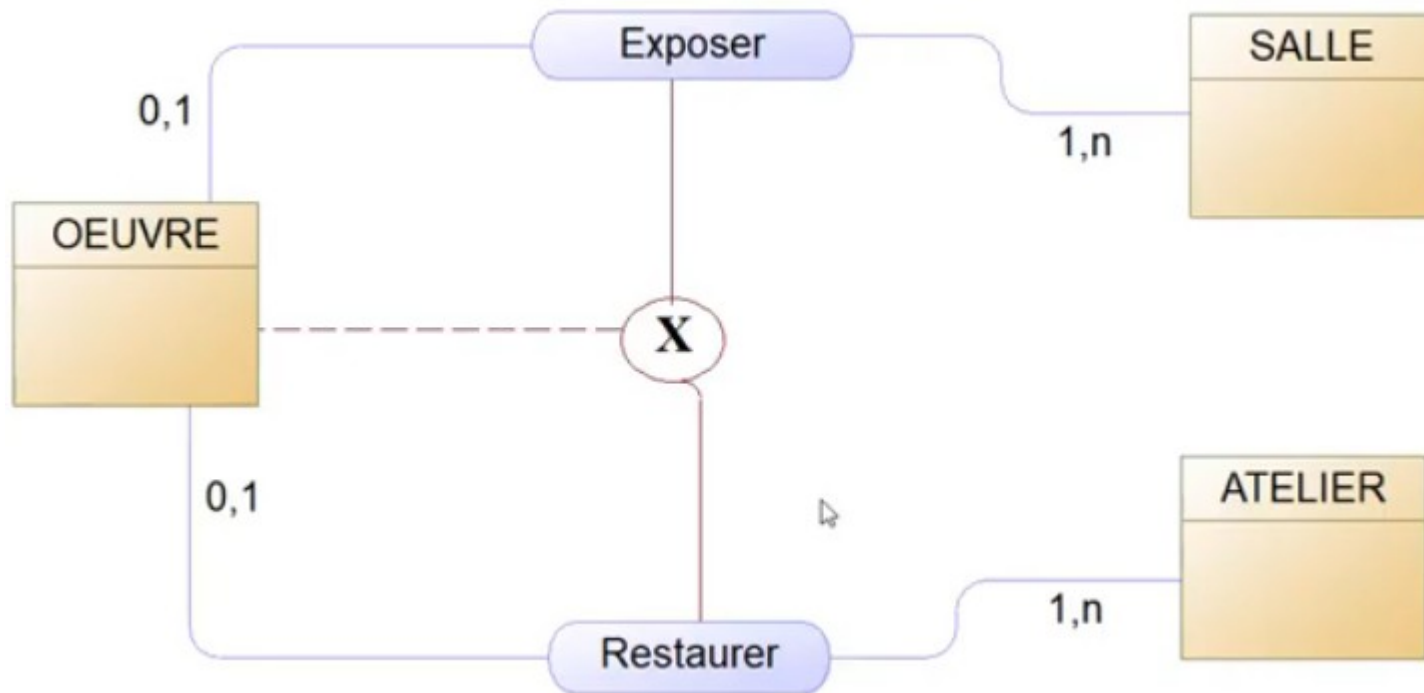 Exposer
SALLE
0,1
1,n
OEUVRE
X
0,1
ATELIER
1,n
Restaurer